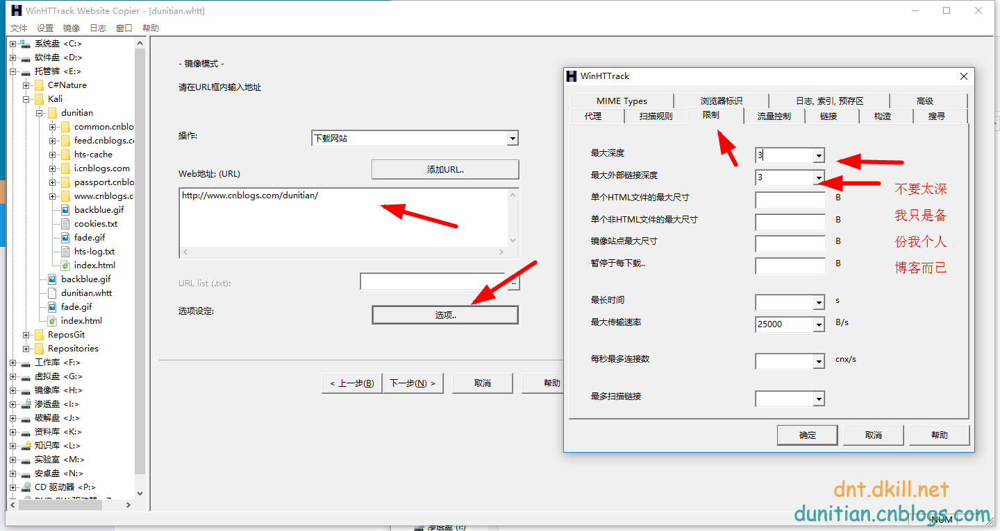 WinHTTrack Website Copier - [dunitian.whtt]
文件 设置 镜像 日志 窗口 帮助
系统盘 <C:>
软件盘 <D:>
托管裤 <E:>
C#Nature
Kali
dunitian
common.cnblo
feed.cnblogs.c
hts-cache
i.cnblogs.com
passport.cnblo
www.cnblogs.c
backblue.gif
cookies.txt
fade.gif
hts-log.txt
index.html
backblue.gif
dunitian.whtt
fade.gif
index.html
ReposGit
Repositories
工作库 <F:>
虚拟盘 <G:>
镜像库 <H:>
渗透盘 <I:>
破解盘 <J:>
资料库 <K:>
知识库 <L:>
实验室 <M:>
安卓盘 <N:>
CD 驱动器 <P:>
- 镜像模式 -
请在URL框内输入地址
操作:
下载网站
Web地址: (URL)
添加URL..
http://www.cnblogs.com/dunitian/
URL list (.txt):
..
选项设定:
选项..
< 上一步(B)
下一步(N) >
取消
帮助
WinHTTrack
MIME Types
浏览器标识
日志, 索引, 预存区
高级
代理
扫描规则
限制
流量控制
链接
构造
搜寻
最大深度
3
最大外部链接深度
3
单个HTML文件的最大尺寸
B
单个非HTML文件的最大尺寸
B
镜像站点最大尺寸
B
暂停于每下载..
B
最长时间
s
最大传输速率
25000
B/s
每秒最多连接数
cnx/s
最多扫描链接
确定
取消
帮助
不要太深
我只是备
份我个人
博客而已
dnt.dkill.net
dunitian.cnblogs.com
NUM
渗透盘 (I:)